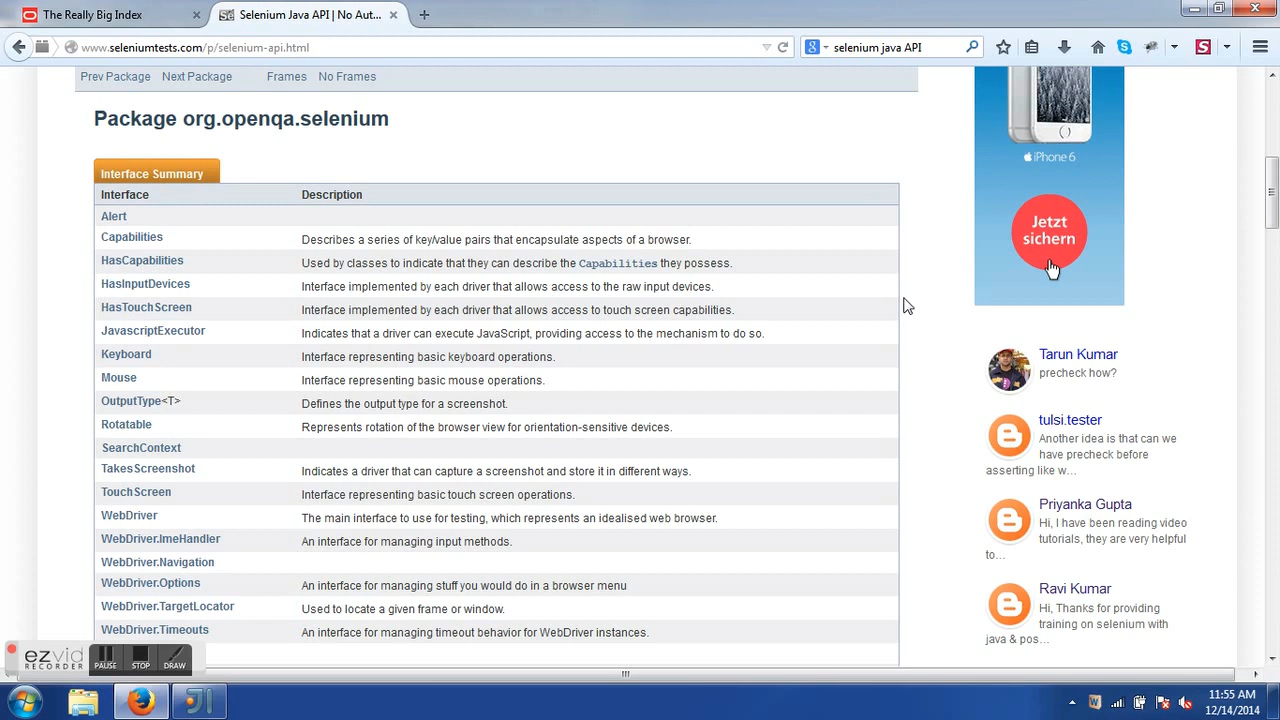 The Really Big Index
Se
Selenium Java API | No Aut...
www.seleniumtests.com/p/selenium-api.html
selenium java API
Prev Package Next Package Frames No Frames
Package org.openqa.selenium
Interface Summary
Interface Description
Alert
Capabilities Describes a series of key/value pairs that encapsulate aspects of a browser.
HasCapabilities Used by classes to indicate that they can describe the Capabilities they possess.
HasInputDevices Interface implemented by each driver that allows access to the raw input devices.
HasTouchScreen Interface implemented by each driver that allows access to touch screen capabilities.
JavascriptExecutor Indicates that a driver can execute JavaScript, providing access to the mechanism to do so.
Keyboard Interface representing basic keyboard operations.
Mouse Interface representing basic mouse operations.
OutputType<T> Defines the output type for a screenshot.
Rotatable Represents rotation of the browser view for orientation-sensitive devices.
SearchContext
TakesScreenshot Indicates a driver that can capture a screenshot and store it in different ways.
TouchScreen Interface representing basic touch screen operations.
WebDriver The main interface to use for testing, which represents an idealised web browser.
WebDriver.ImeHandler An interface for managing input methods.
WebDriver.Navigation
WebDriver.Options An interface for managing stuff you would do in a browser menu
WebDriver.TargetLocator Used to locate a given frame or window.
WebDriver.Timeouts An interface for managing timeout behavior for WebDriver instances.
iPhone 6
Jetzt
sichern
Tarun Kumar
precheck how?
tulsi.tester
Another idea is that can we
have precheck before
asserting like w...
Priyanka Gupta
Hi, I have been reading video
tutorials, they are very helpful
to...
Ravi Kumar
Hi, Thanks for providing
training on selenium with
java & pos...
ezvid
RECORDER
PAUSE STOP DRAW
11:55 AM
12/14/2014